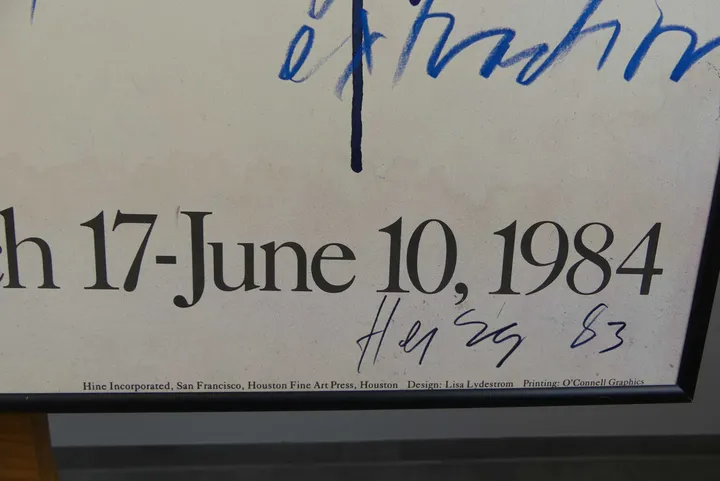 ch 17-June 10, 1984
83
Hine Incorporated, San Francisco, Houston Fine Art Press, Houston Design: Lisa Lydestrom Printing: O'Connell Graphics